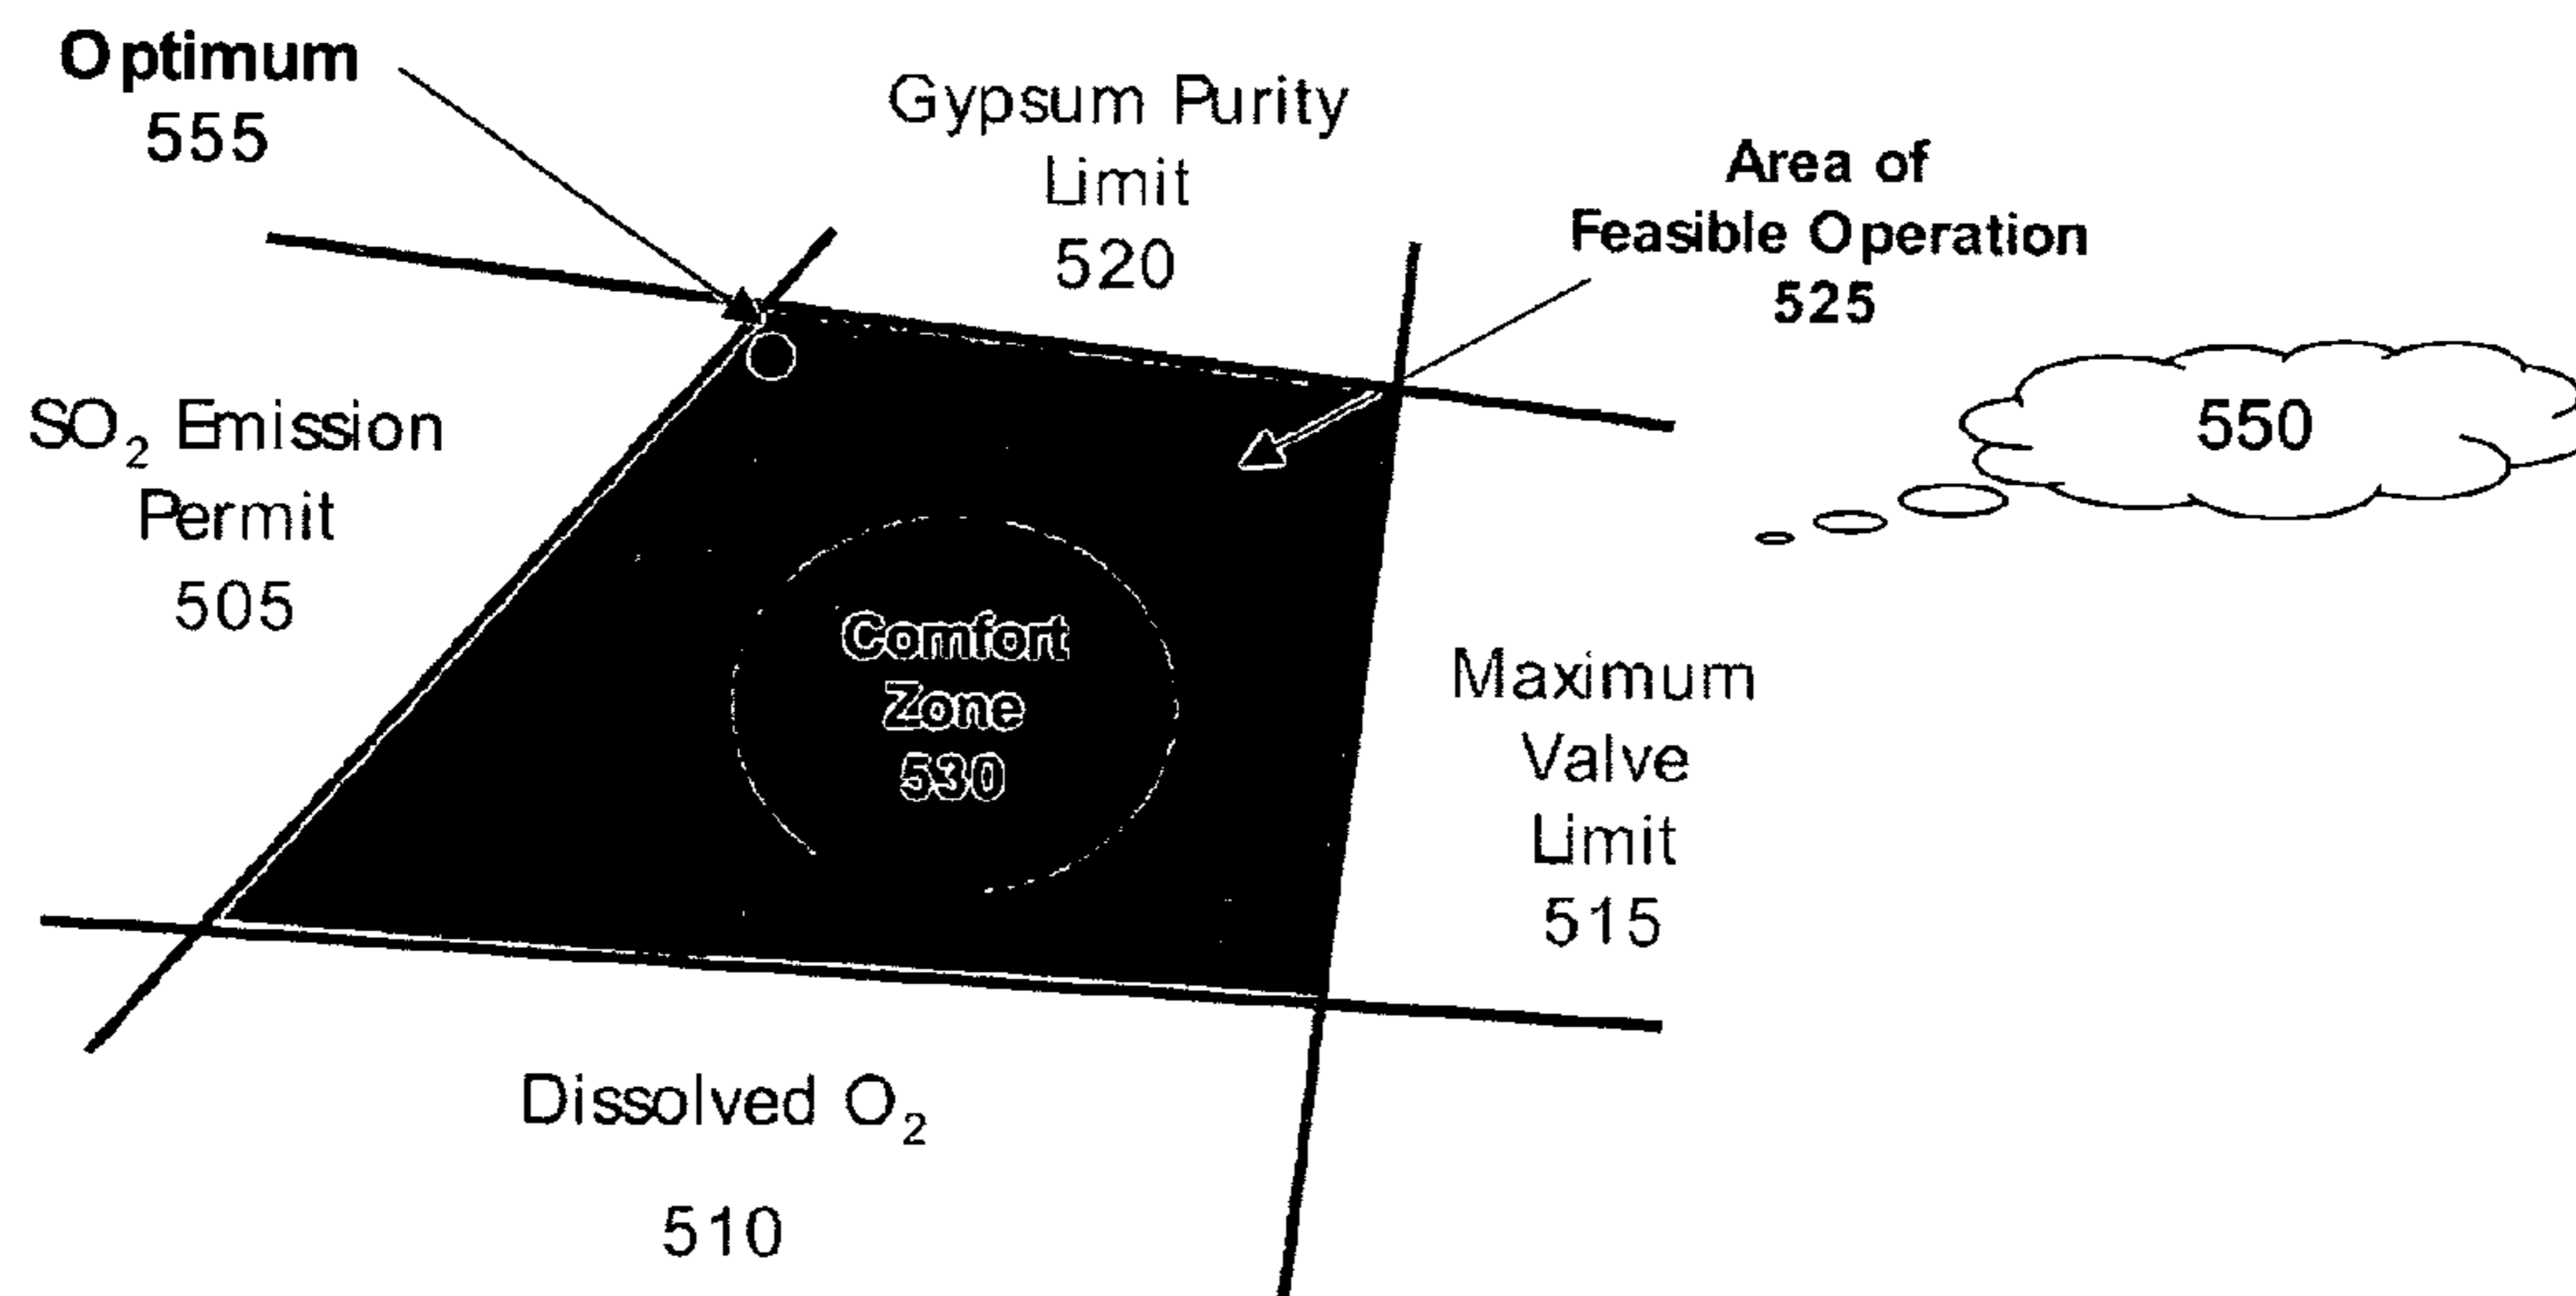 Optimum
555
Gypsum Purity
Limit
520
Area of
Feasible Operation
525
550
SO₂ Emission
Permit
505
Comfort
Zone
530
Maximum
Valve
Limit
515
Dissolved O₂
510